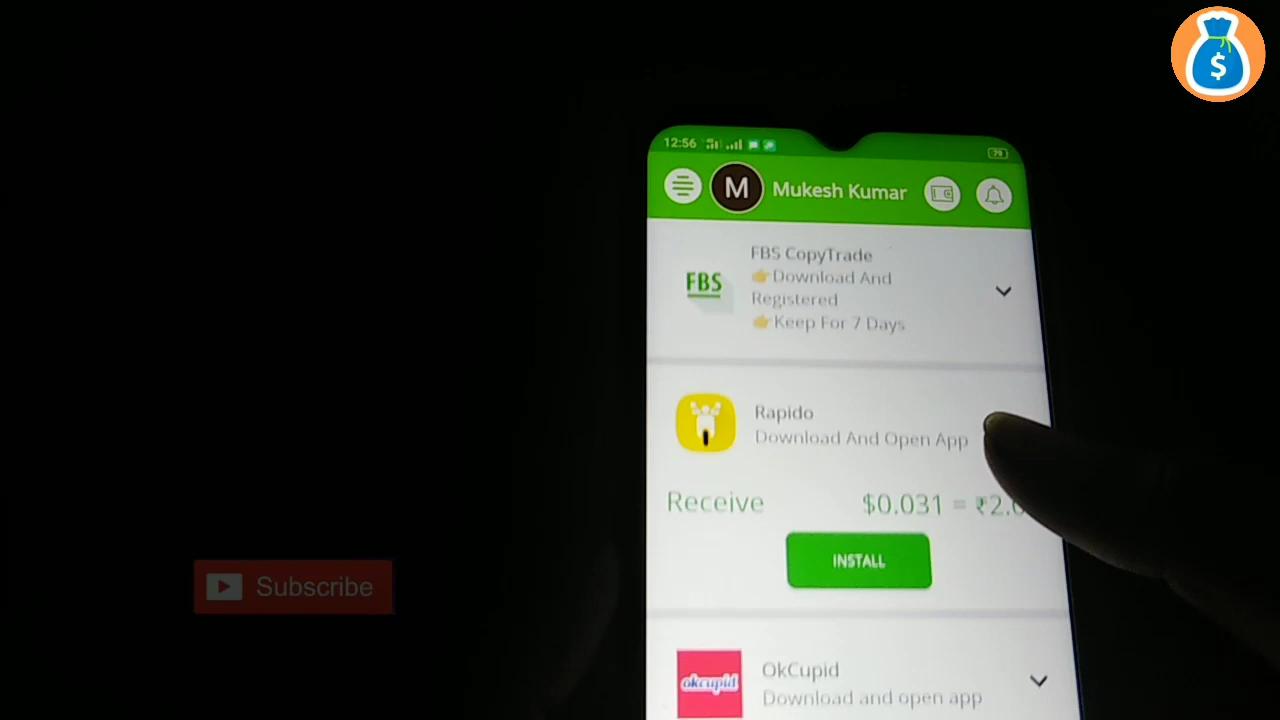 $
12:56
79
M Mukesh Kumar
FBS
FBS CopyTrade
👉Download And
Registered
👉Keep For 7 Days
Rapido
Download And Open App
Receive $0.031 = ₹2.
INSTALL
okcupid
OkCupid
Download and open app
Subscribe